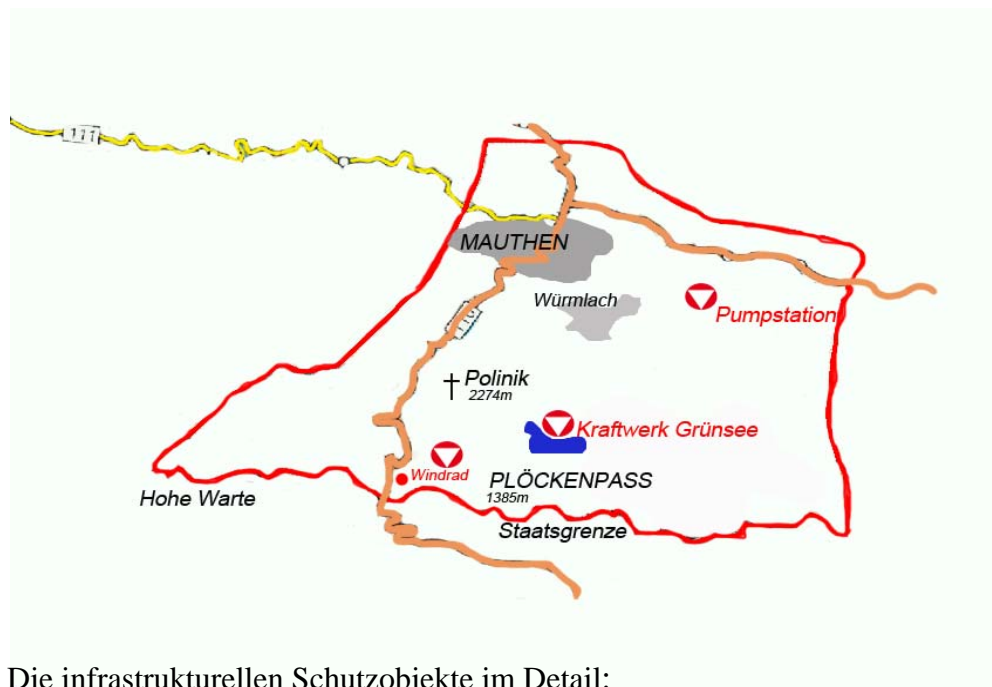 111
MAUTHEN
Würmlach
110
Pumpstation
Polinik
2274m
Kraftwerk Grünsee
Windrad
PLÖCKENPASS
1385m
Hohe Warte
Staatsgrenze
Die infrastrukturellen Schutzobjekte im Detail: